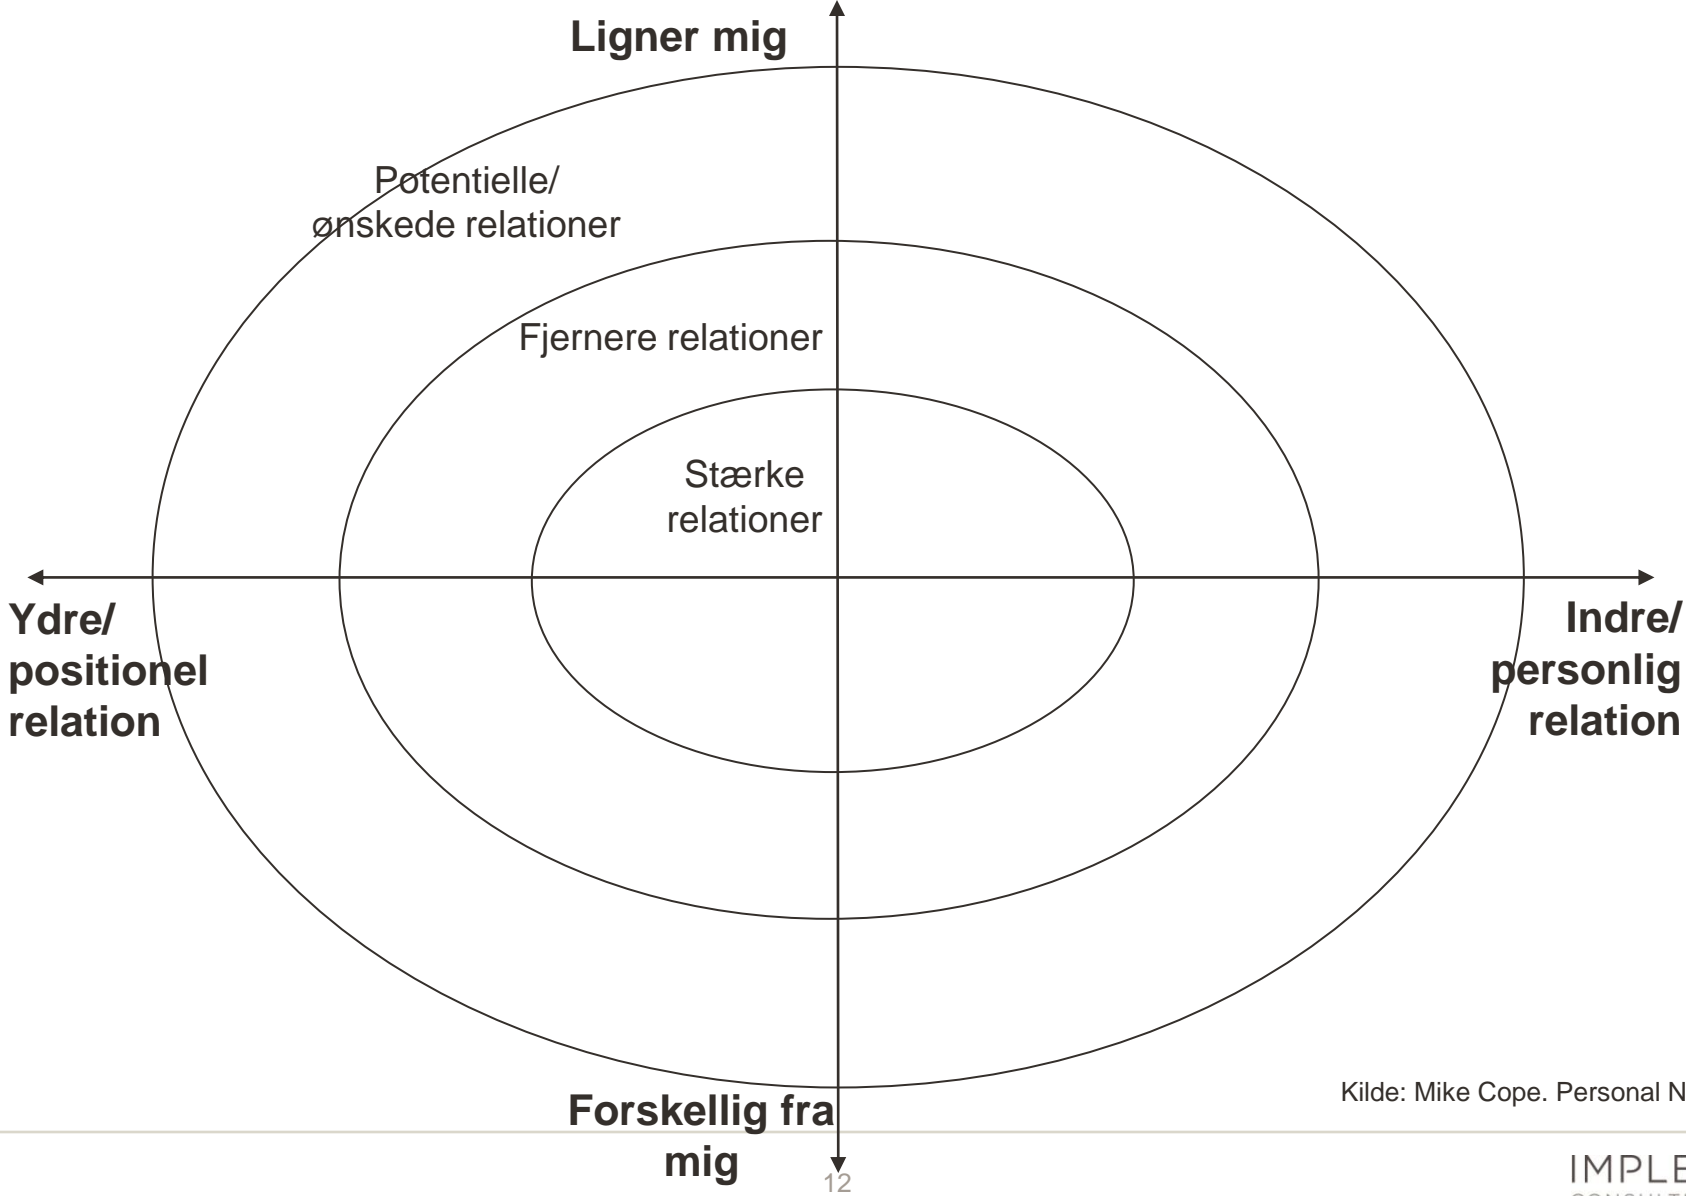 Ligner mig
Potentielle/
ønskede relationer
Fjernere relationer
Stærke
relationer
Ydre/
positionel
relation
Indre/
personlig
relation
Forskellig fra
mig
Kilde: Mike Cope. Personal N
12
IMPLE